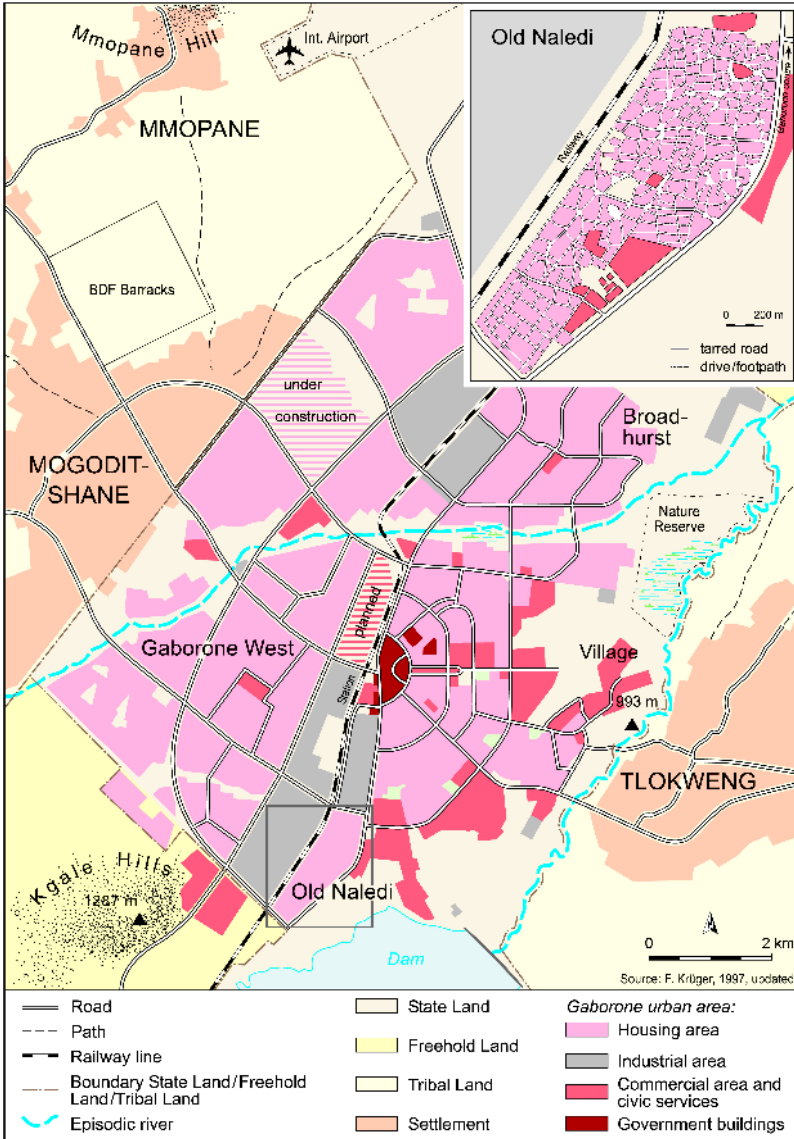 Mmopane Hill
Int. Airport
MMOPANE
BDF Barracks
Old Naledi
Railway
Gaborone centre
0 200 m
tarred road
drive/footpath
under
construction
Broad-
hurst
MOGODIT-
SHANE
Nature
Reserve
planned
Gaborone West
Station
Village
993 m
TLOKWENG
Kgale Hills
1287 m
Old Naledi
Dam
0 2 km
Source: F. Krüger, 1997, updated
Road
Path
Railway line
Boundary State Land/Freehold
Land/Tribal Land
Episodic river
State Land
Freehold Land
Tribal Land
Settlement
Gaborone urban area:
Housing area
Industrial area
Commercial area and
civic services
Government buildings